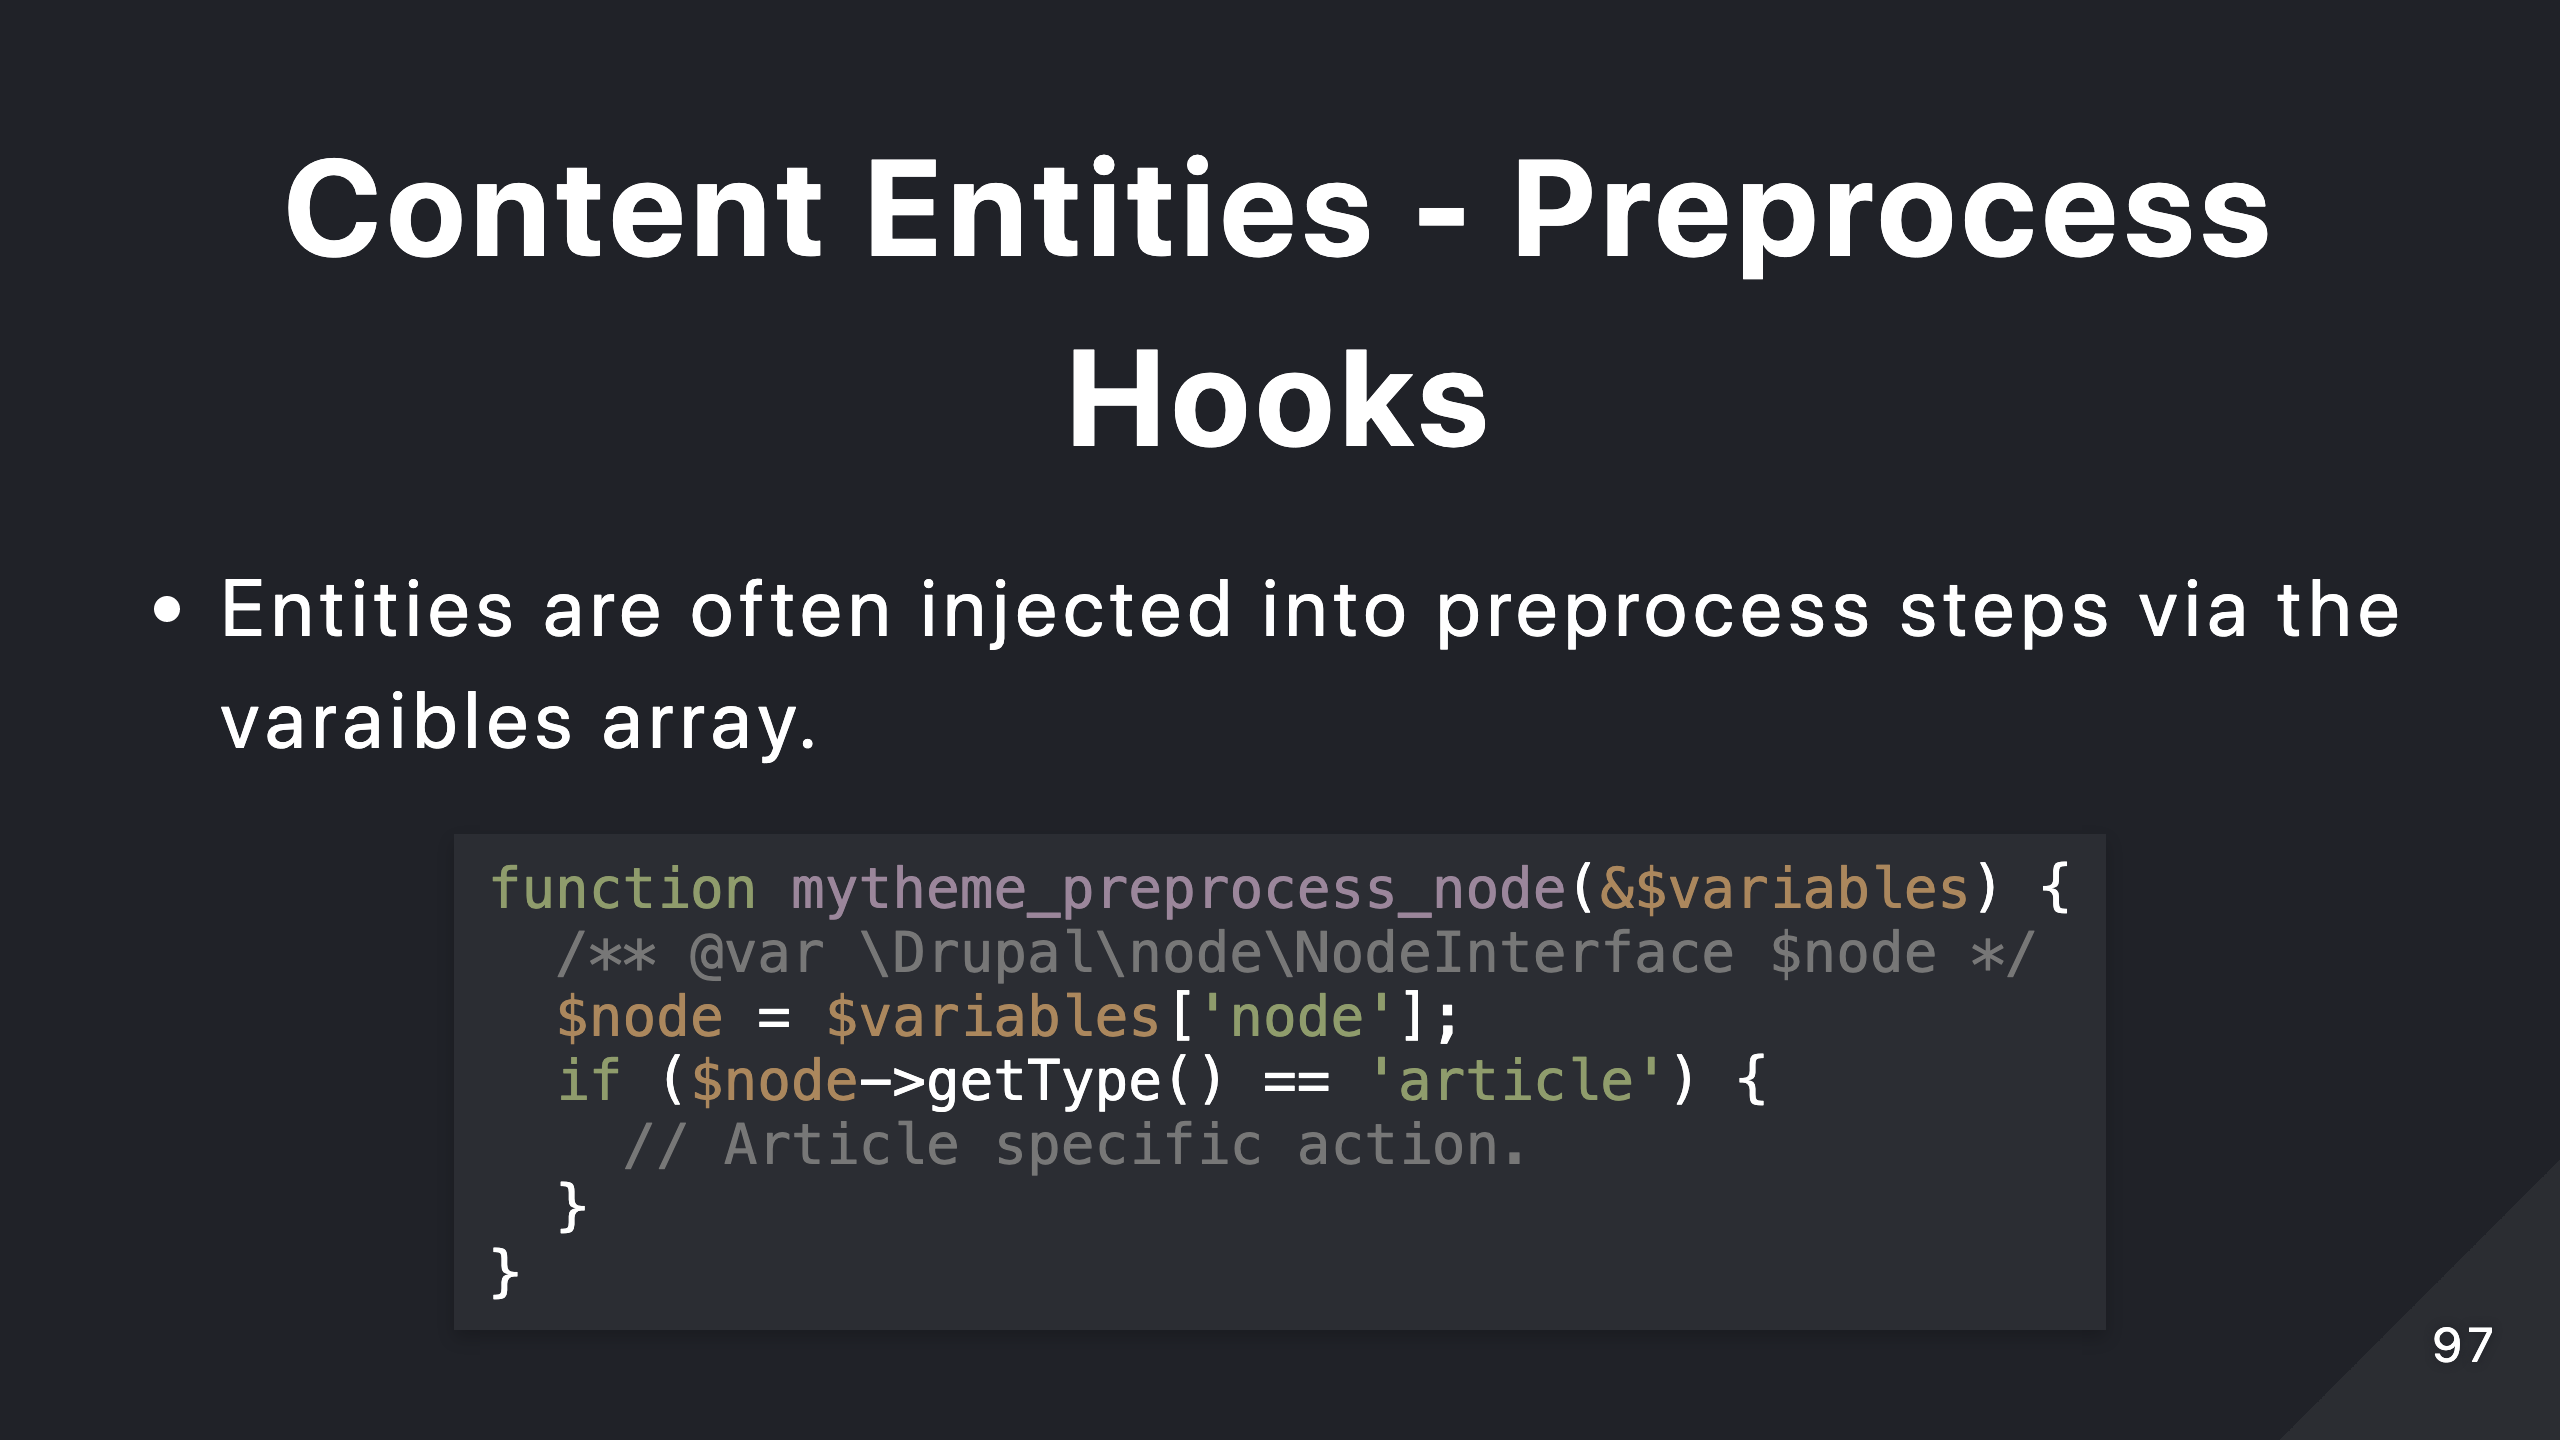 Content Entities - Preprocess
Hooks
• Entities are often injected into preprocess steps via the
varaibles array.
function mytheme_preprocess_node(&$variables) {
  /** @var \Drupal\node\NodeInterface $node */
  $node = $variables['node'];
  if ($node->getType() == 'article') {
    // Article specific action.
  }
}
97